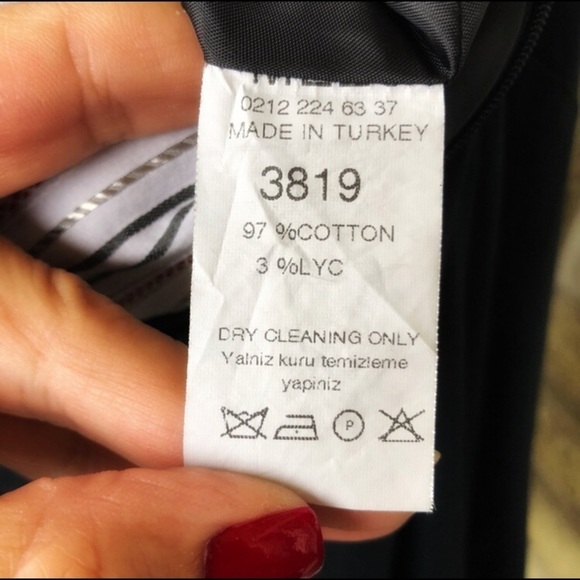 0212 224 63 37
MADE IN TURKEY
3819
97 %COTTON
3 %LYC
DRY CLEANING ONLY
Yalniz kuru temizleme
yapiniz
P